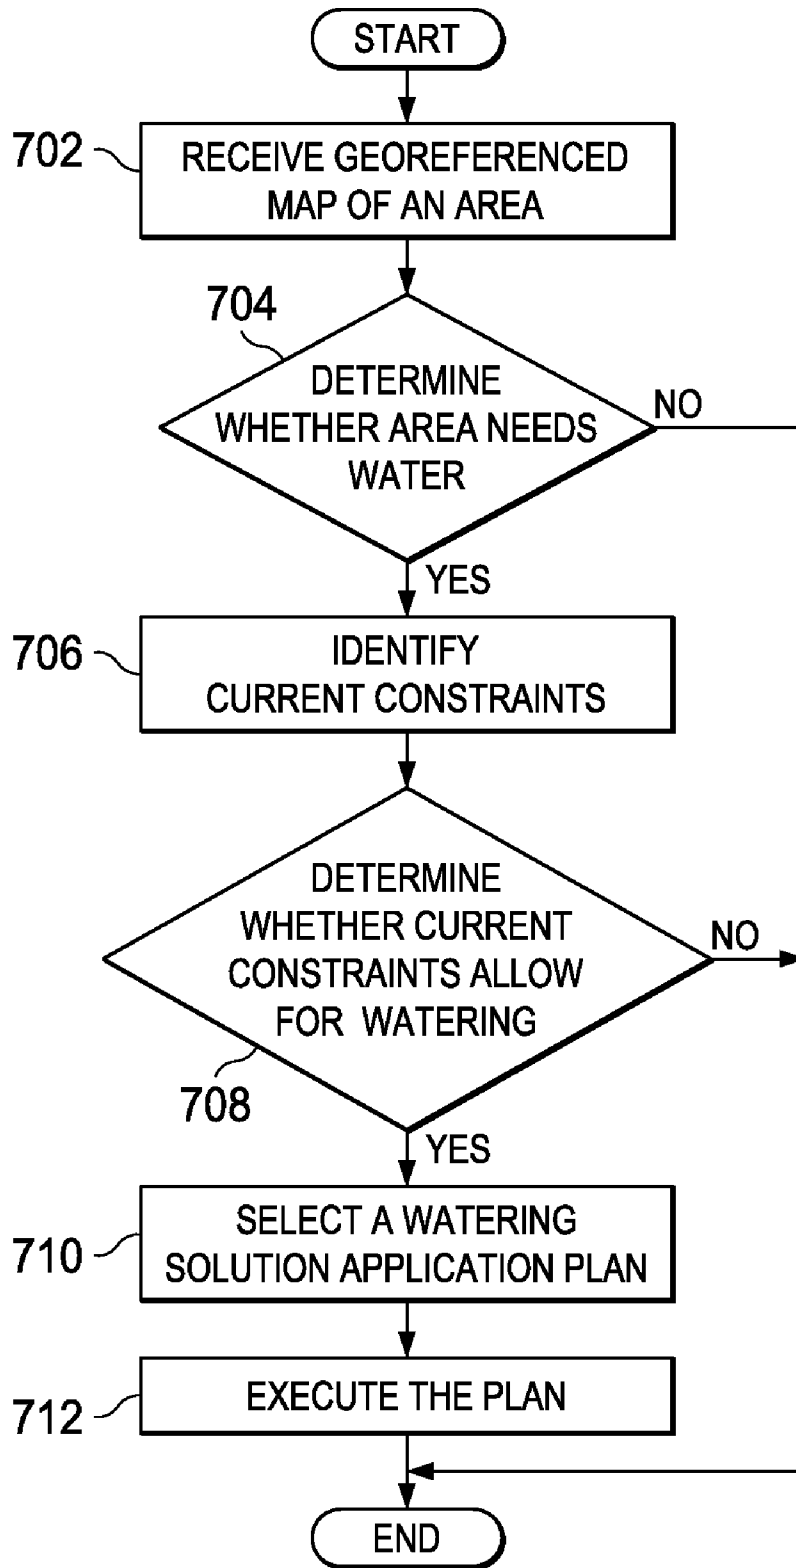 START
702
RECEIVE GEOREFERENCED
MAP OF AN AREA
704
DETERMINE
WHETHER AREA NEEDS
WATER
NO
YES
706
IDENTIFY
CURRENT CONSTRAINTS
DETERMINE
WHETHER CURRENT
CONSTRAINTS ALLOW
FOR WATERING
NO
708
YES
710
SELECT A WATERING
SOLUTION APPLICATION PLAN
712
EXECUTE THE PLAN
END